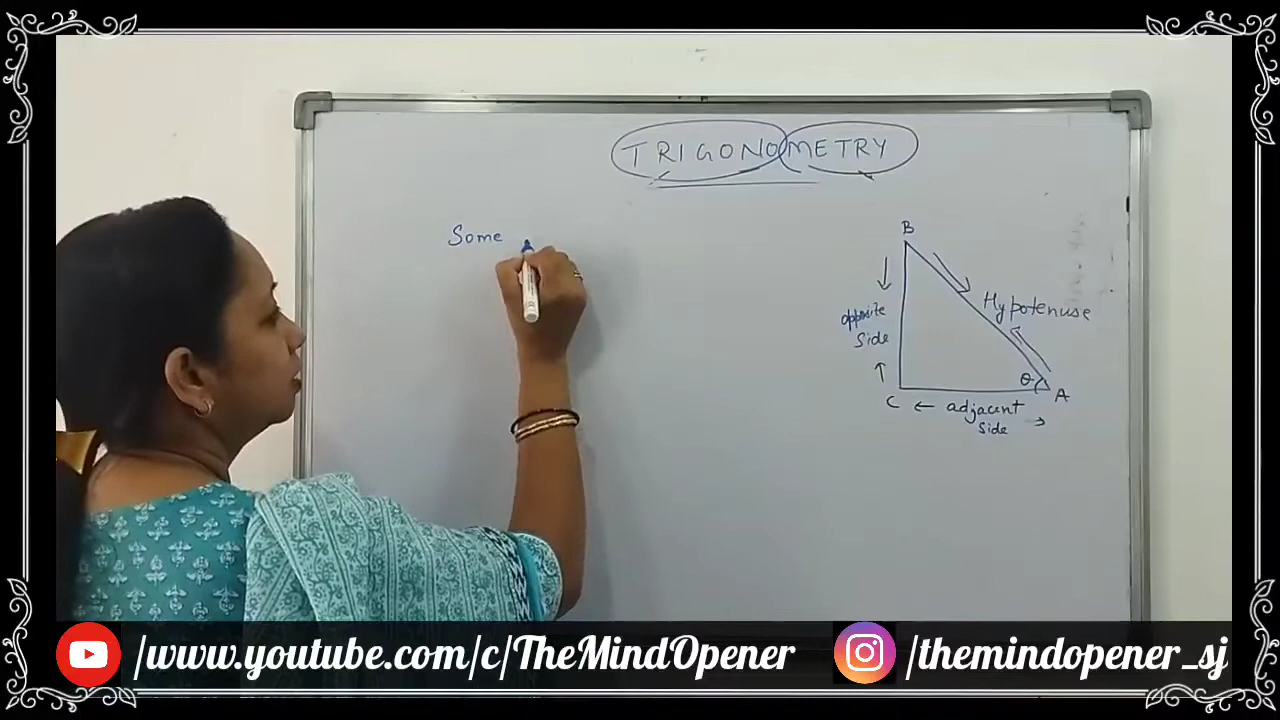 TRIGONOMETRY
Some
B
Hypotenuse
opposite
Side
θ
A
C
← adjacent
side →
/www.youtube.com/c/TheMindOpener
/themindopener_sj